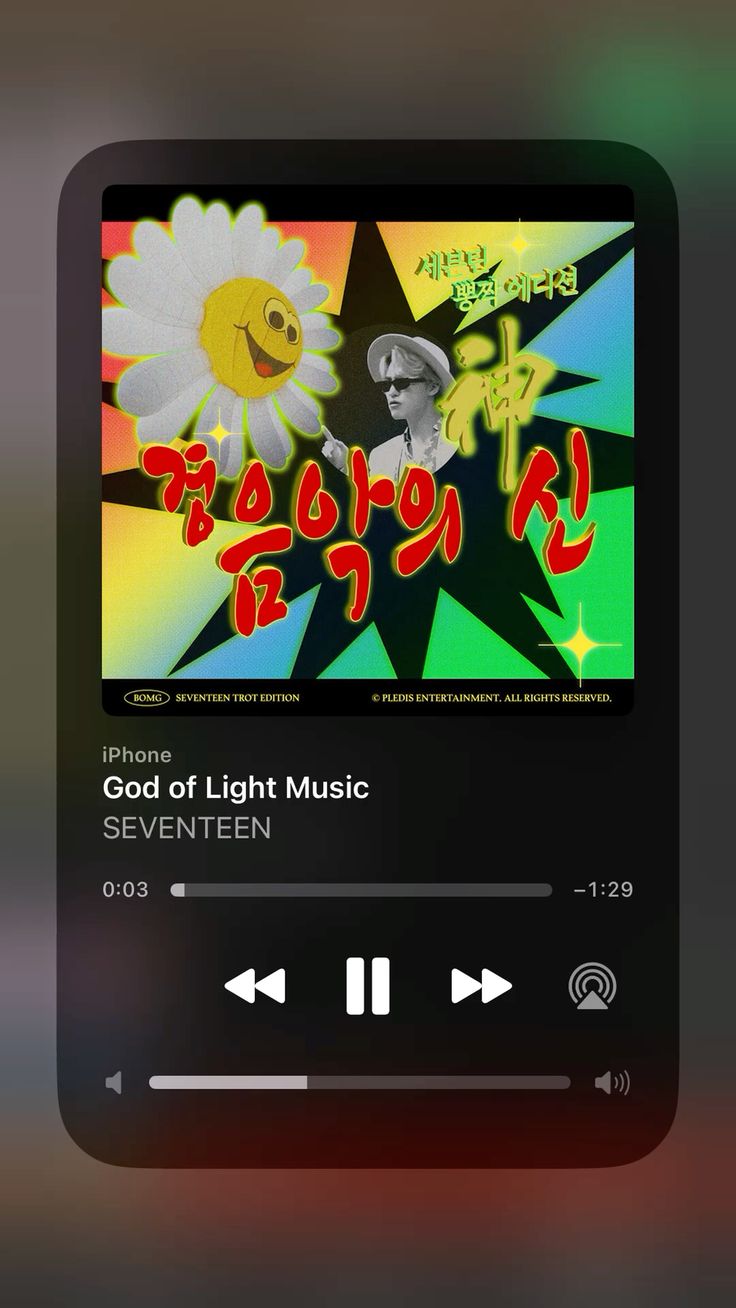 세븐틴
뽕짝 에디션
神
경음악의 신
BOMG SEVENTEEN TROT EDITION © PLEDIS ENTERTAINMENT. ALL RIGHTS RESERVED.
iPhone
God of Light Music
SEVENTEEN
0:03 −1:29